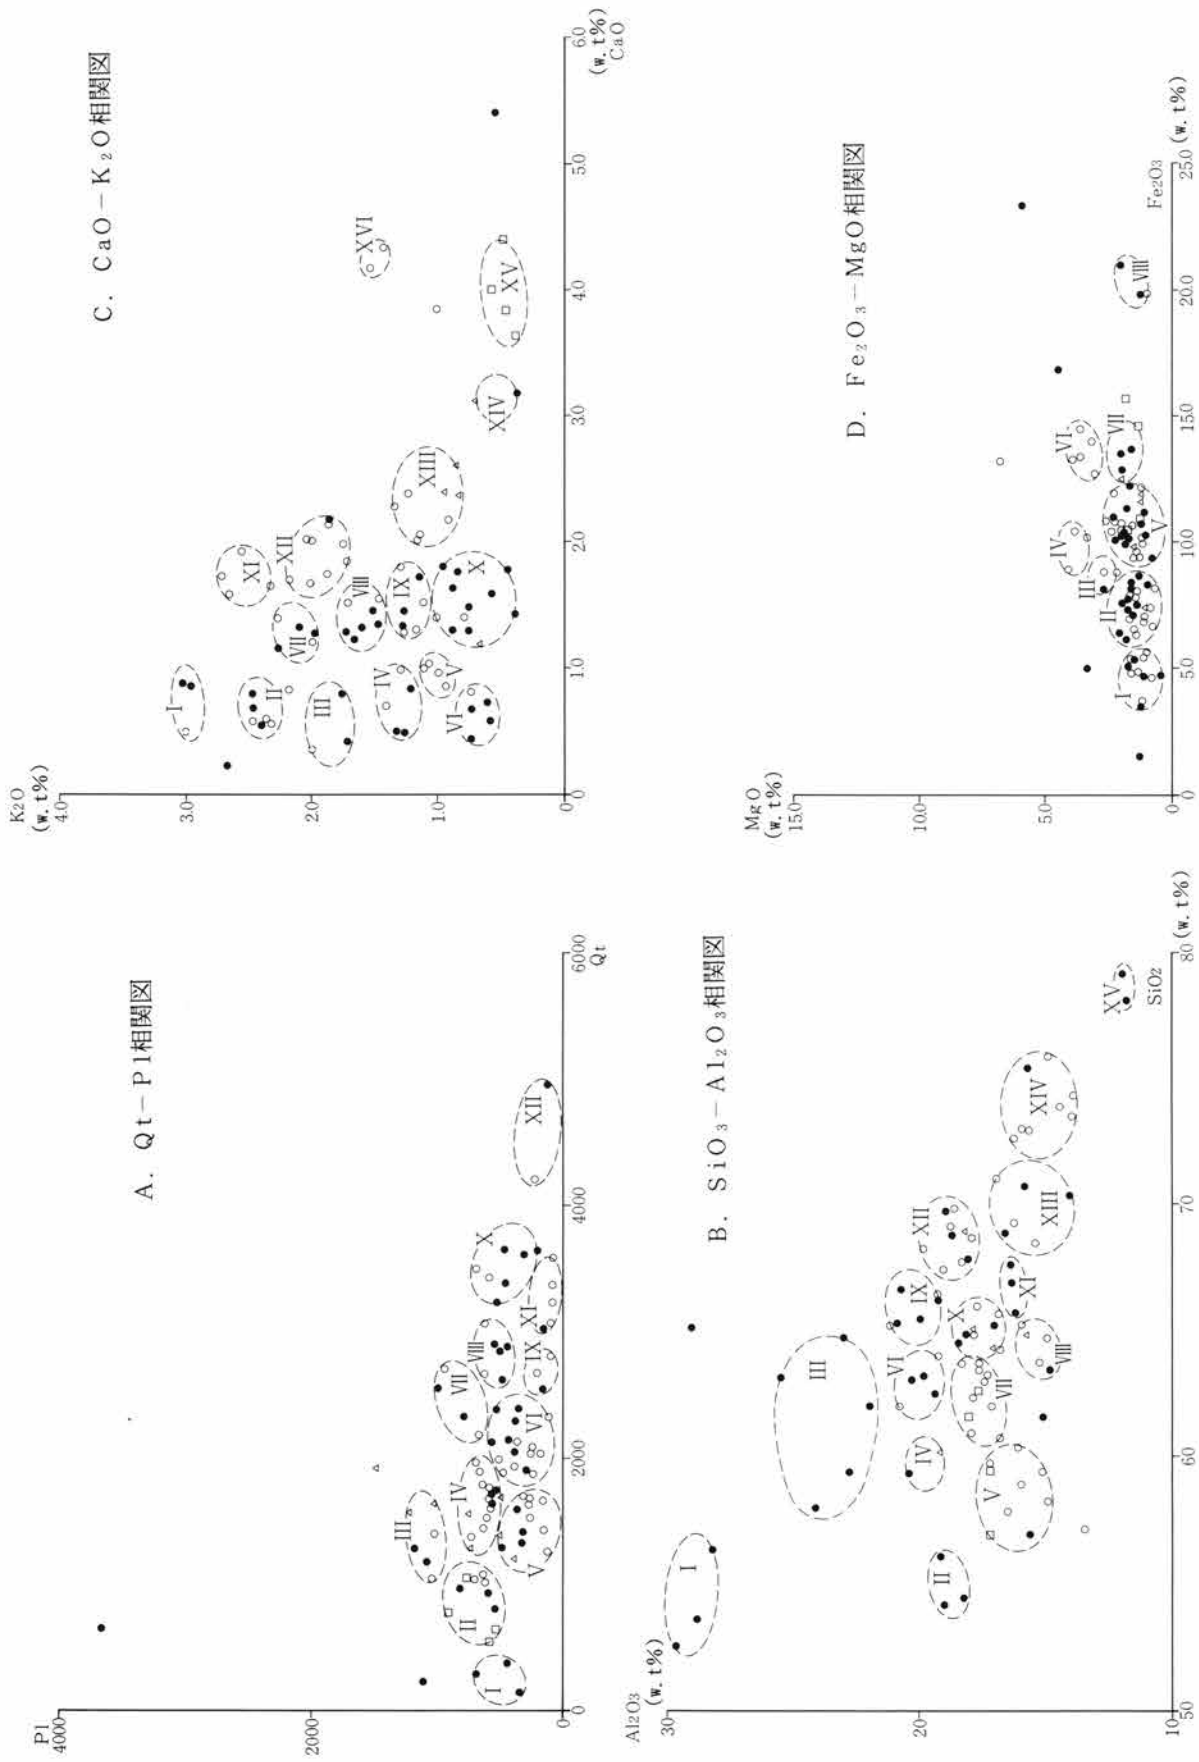 A. Qt－Pl相関図
Pl
4000
2000
0
I
II
III
IV
V
VI
VII
VIII
IX
X
XI
XII
0
2000
4000
6000
Qt
B. SiO3－Al2O3相関図
Al2O3
(w.t%)
30
20
10
I
II
III
IV
V
VI
VII
VIII
IX
X
XI
XII
XIII
XIV
XV
50
60
70
80
(w.t%)
SiO2
C. CaO－K2O相関図
K2O
(w.t%)
4.0
3.0
2.0
1.0
0
I
II
III
IV
V
VI
VII
VIII
IX
X
XI
XII
XIII
XIV
XV
XVI
0
1.0
2.0
3.0
4.0
5.0
6.0
(w.t%)
CaO
D. Fe2O3－MgO相関図
MgO
(w.t%)
15.0
10.0
5.0
0
I
II
III
IV
V
VI
VII
VIII
0
5.0
10.0
15.0
20.0
25.0
(w.t%)
Fe2O3